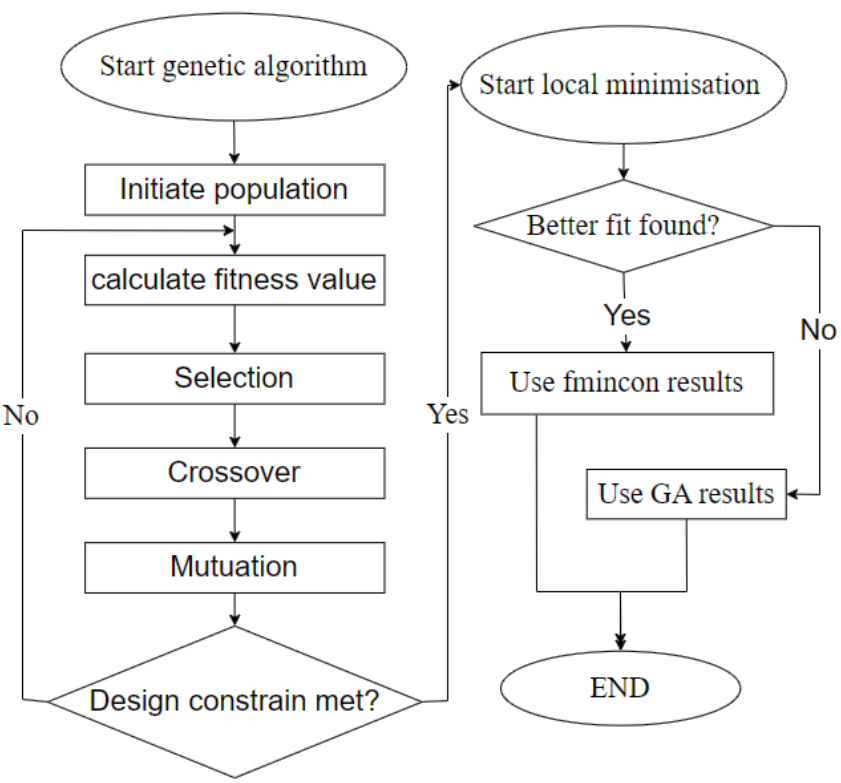 Start genetic algorithm
Initiate population
calculate fitness value
Selection
Crossover
Mutuation
Design constrain met?
No
Yes
Start local minimisation
Better fit found?
Yes
No
Use fmincon results
Use GA results
END